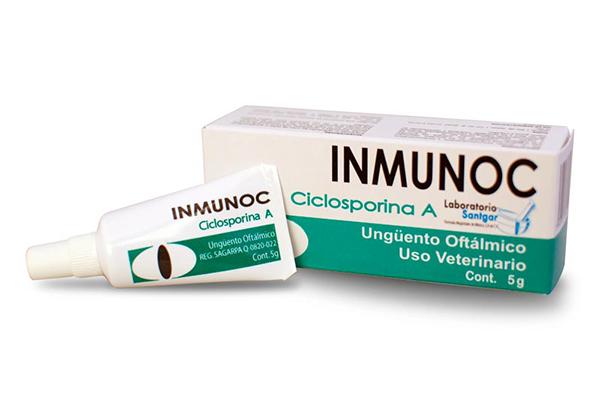 INMUNOC
Ciclosporina A
Laboratorio
Santgar
Ungüento Oftálmico
Uso Veterinario
Cont. 5g
INMUNOC
Ciclosporina A
Ungüento Oftálmico
REG. SAGARPA Q-0820-022
Cont. 5g